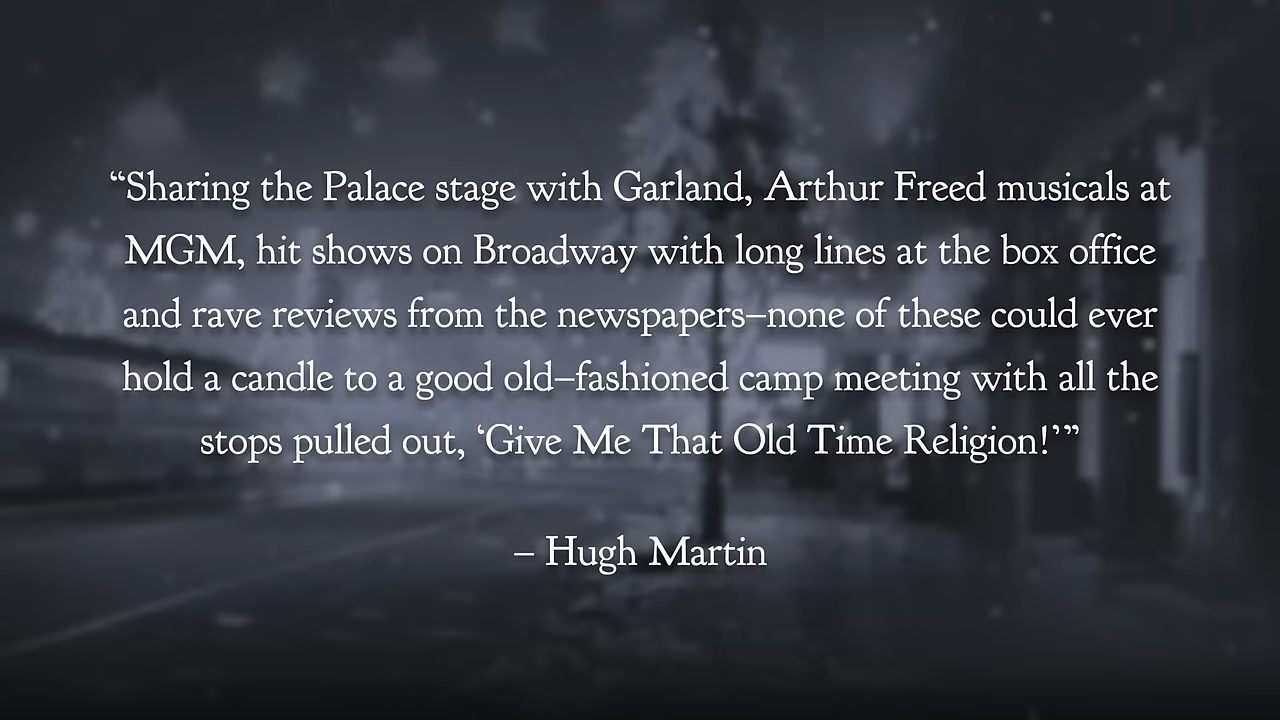 “Sharing the Palace stage with Garland, Arthur Freed musicals at
MGM, hit shows on Broadway with long lines at the box office
and rave reviews from the newspapers–none of these could ever
hold a candle to a good old–fashioned camp meeting with all the
stops pulled out, ‘Give Me That Old Time Religion!’”
– Hugh Martin